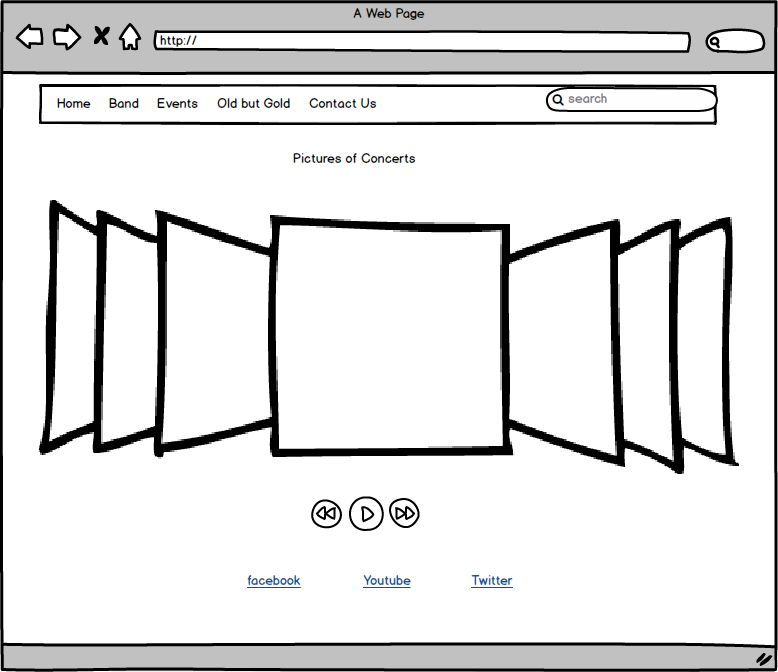 A Web Page
http://
Home Band Events Old but Gold Contact Us search
Pictures of Concerts
facebook Youtube Twitter